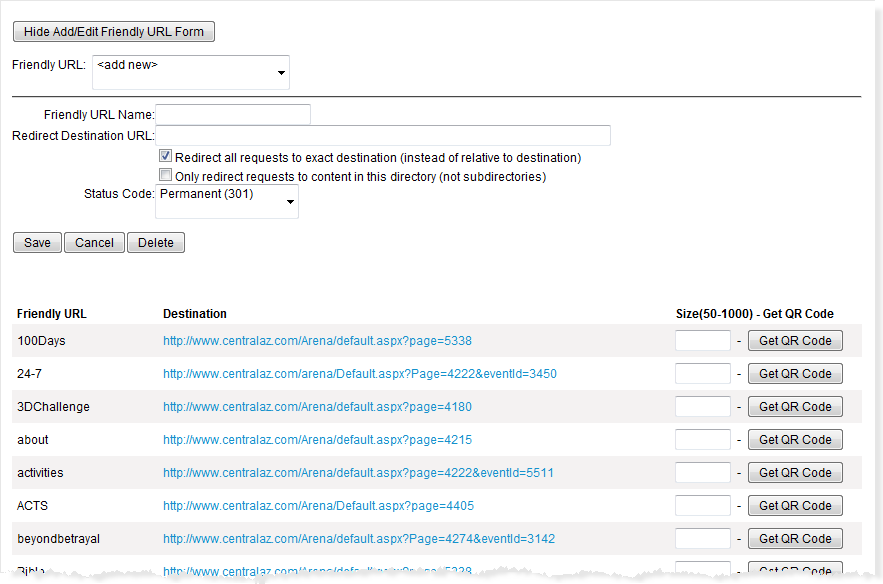 Hide Add/Edit Friendly URL Form
Friendly URL: <add new>
Friendly URL Name:
Redirect Destination URL:
Redirect all requests to exact destination (instead of relative to destination)
Only redirect requests to content in this directory (not subdirectories)
Status Code: Permanent (301)
Save Cancel Delete
Friendly URL Destination Size(50-1000) - Get QR Code
100Days http://www.centralaz.com/Arena/default.aspx?page=5338 - Get QR Code
24-7 http://www.centralaz.com/arena/Default.aspx?Page=4222&eventId=3450 - Get QR Code
3DChallenge http://www.centralaz.com/Arena/default.aspx?page=4180 - Get QR Code
about http://www.centralaz.com/Arena/default.aspx?page=4215 - Get QR Code
activities http://www.centralaz.com/Arena/default.aspx?page=4222&eventId=5511 - Get QR Code
ACTS http://www.centralaz.com/Arena/Default.aspx?page=4405 - Get QR Code
beyondbetrayal http://www.centralaz.com/Arena/default.aspx?Page=4274&eventId=3142 - Get QR Code
Get QR Code